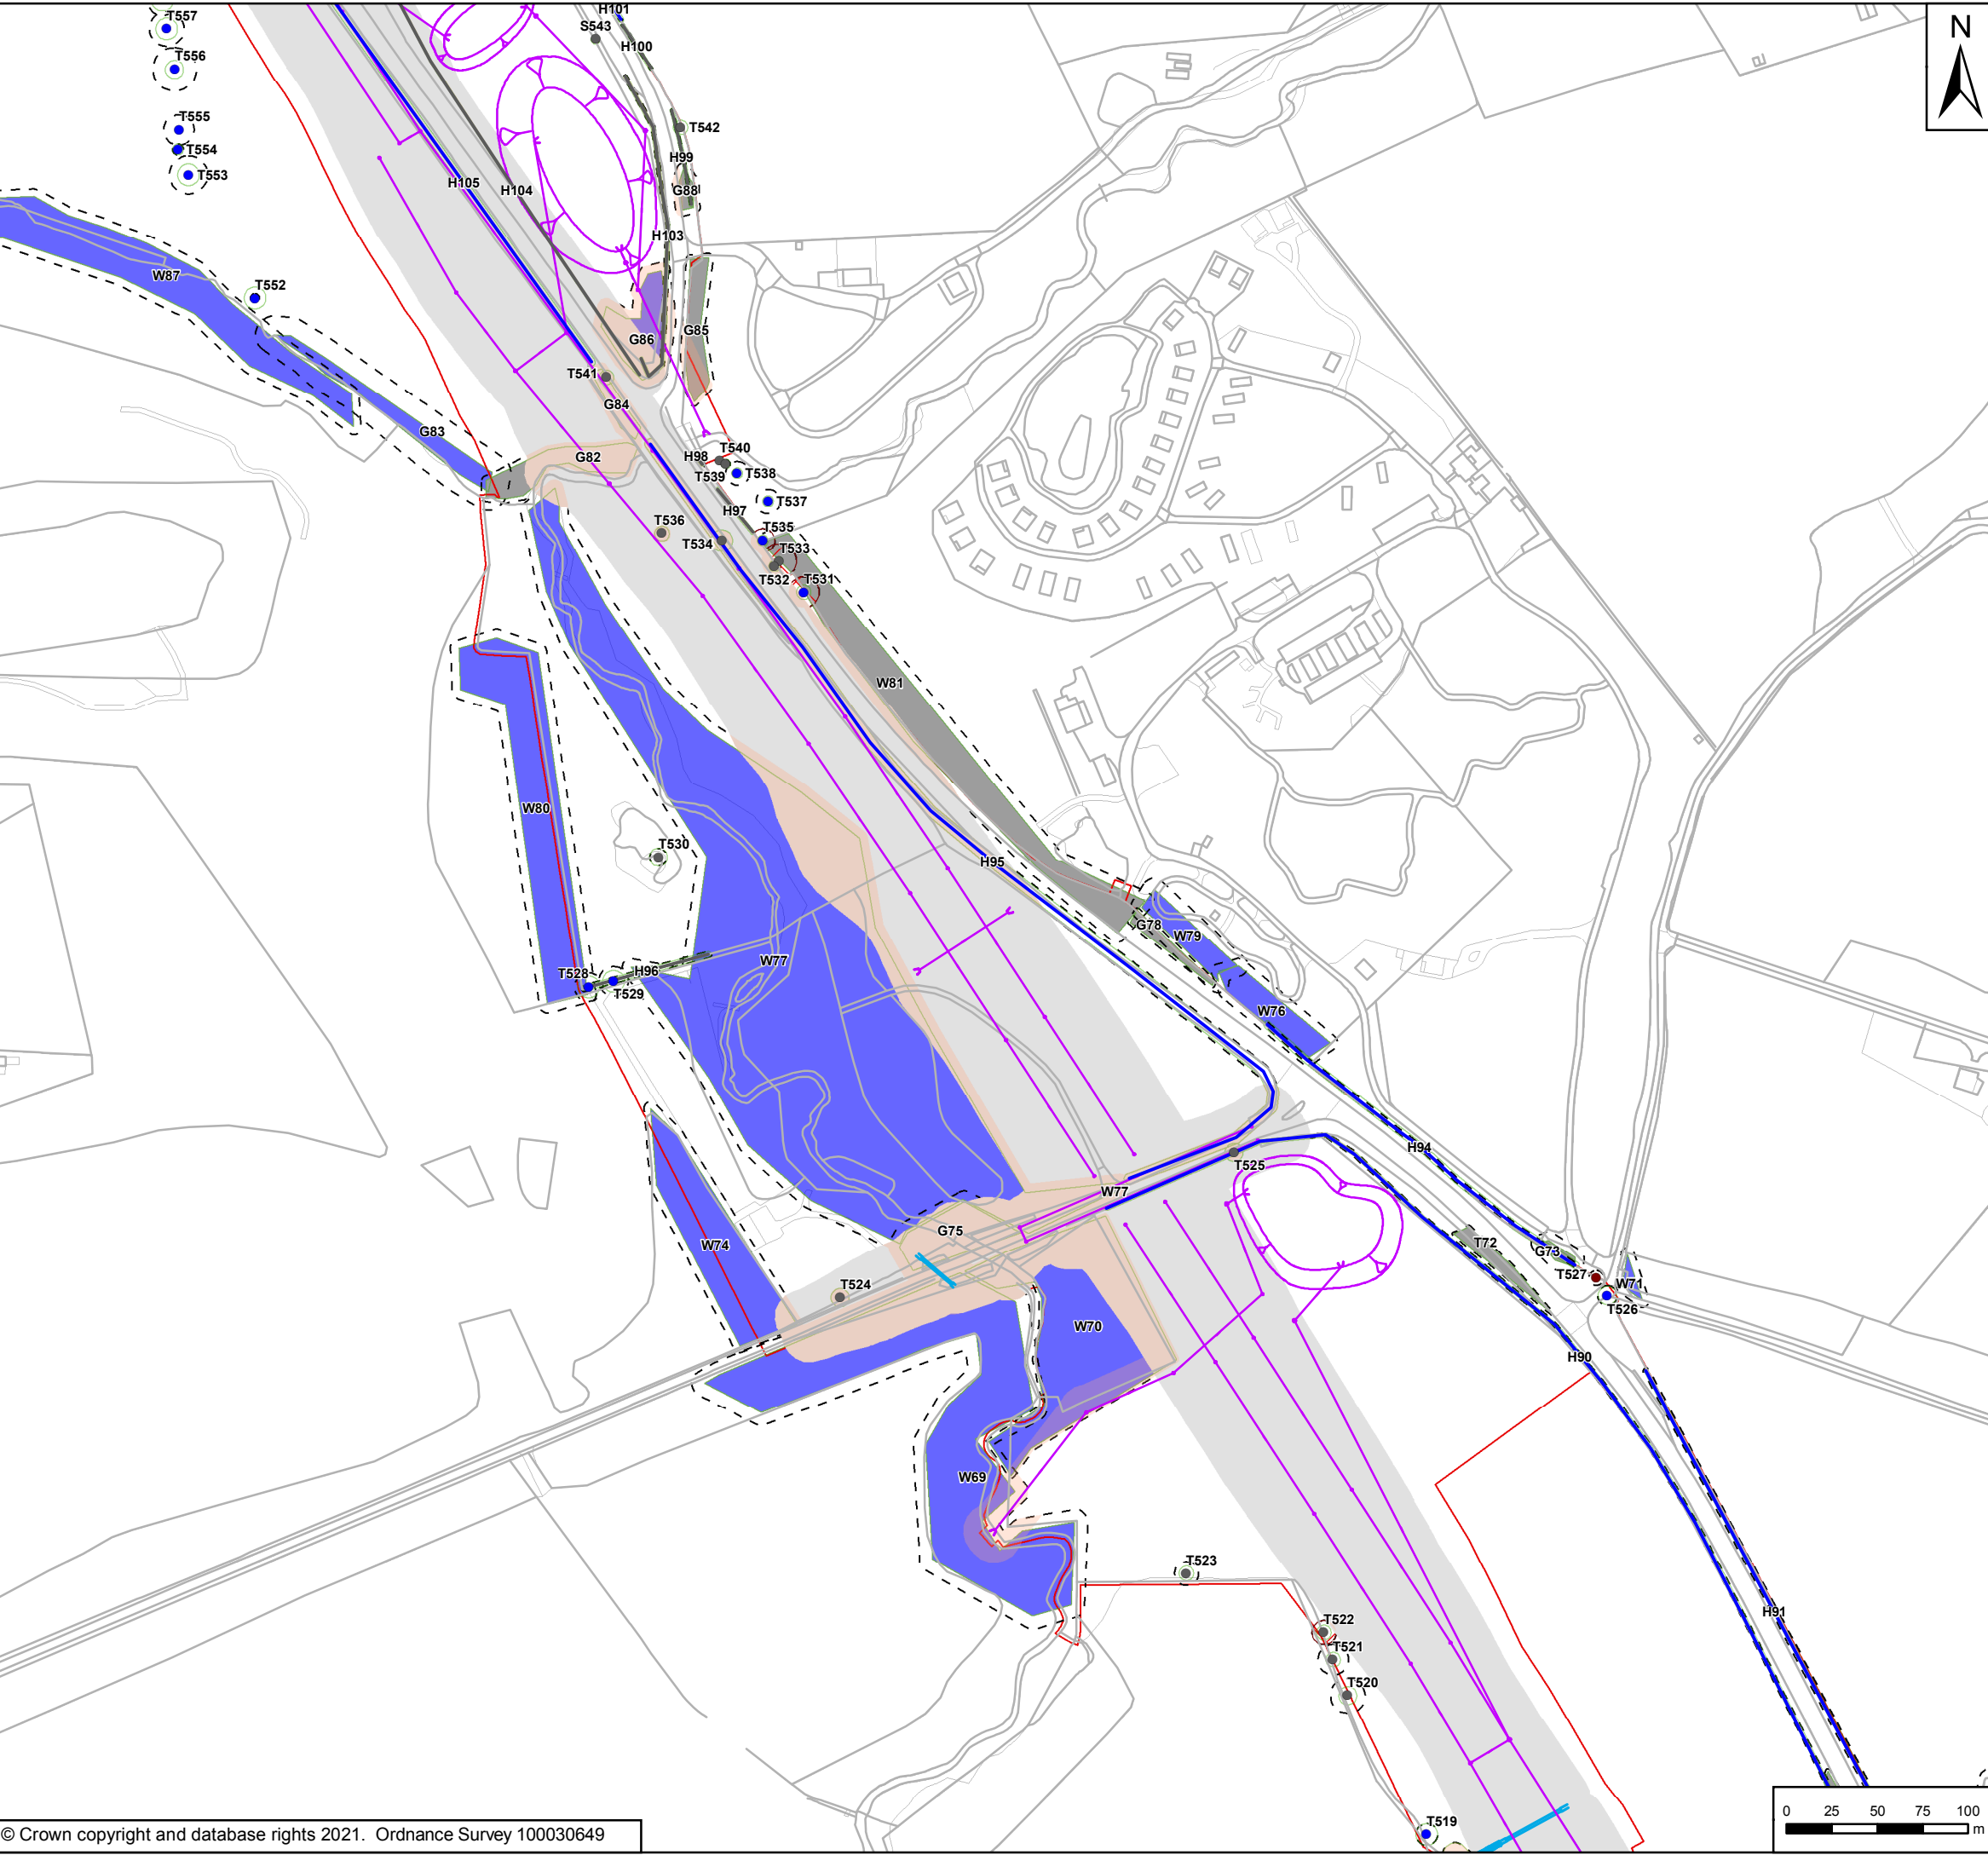 H101
T557
S543
N
H100
T556
T555
T542
T554
H99
T553
H105
H104
G88
H103
W87
T552
G85
G86
T541
G84
G83
T540
H98
G82
T538
T539
T537
H97
T536
T535
T534
T533
T532
T531
W81
W80
T530
H95
G78
W79
W77
T528
H96
T529
W76
H94
T525
W77
G75
W74
T72
G73
T527
W71
T524
T526
W70
H90
W69
T523
H91
T522
T521
T520
T519
0 25 50 75 100
m
© Crown copyright and database rights 2021. Ordnance Survey 100030649